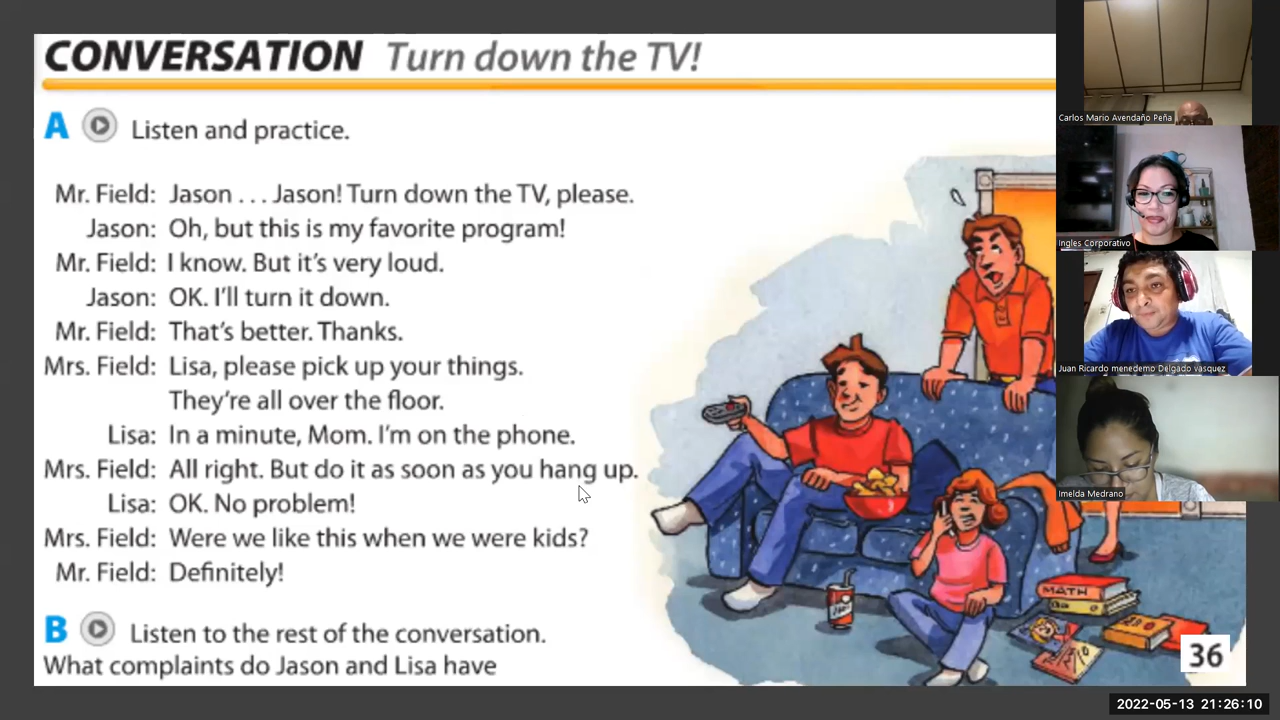 CONVERSATION Turn down the TV!
A Listen and practice.
Mr. Field: Jason . . . Jason! Turn down the TV, please.
Jason: Oh, but this is my favorite program!
Mr. Field: I know. But it's very loud.
Jason: OK. I'll turn it down.
Mr. Field: That's better. Thanks.
Mrs. Field: Lisa, please pick up your things.
They're all over the floor.
Lisa: In a minute, Mom. I'm on the phone.
Mrs. Field: All right. But do it as soon as you hang up.
Lisa: OK. No problem!
Mrs. Field: Were we like this when we were kids?
Mr. Field: Definitely!
B Listen to the rest of the conversation.
What complaints do Jason and Lisa have
MATH
36
Carlos Mario Avendaño Peña
Ingles Corporativo
Juan Ricardo menedemo Delgado vasquez
Imelda Medrano
2022-05-13 21:26:10